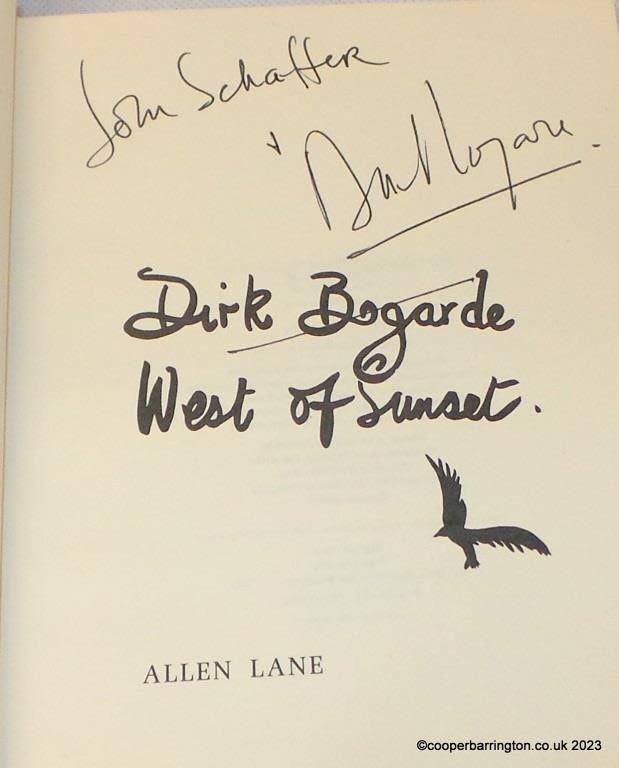 John Schaffer
Dirk Bogarde.
Dirk Bogarde
West of Sunset.
ALLEN LANE
©cooperbarrington.co.uk 2023